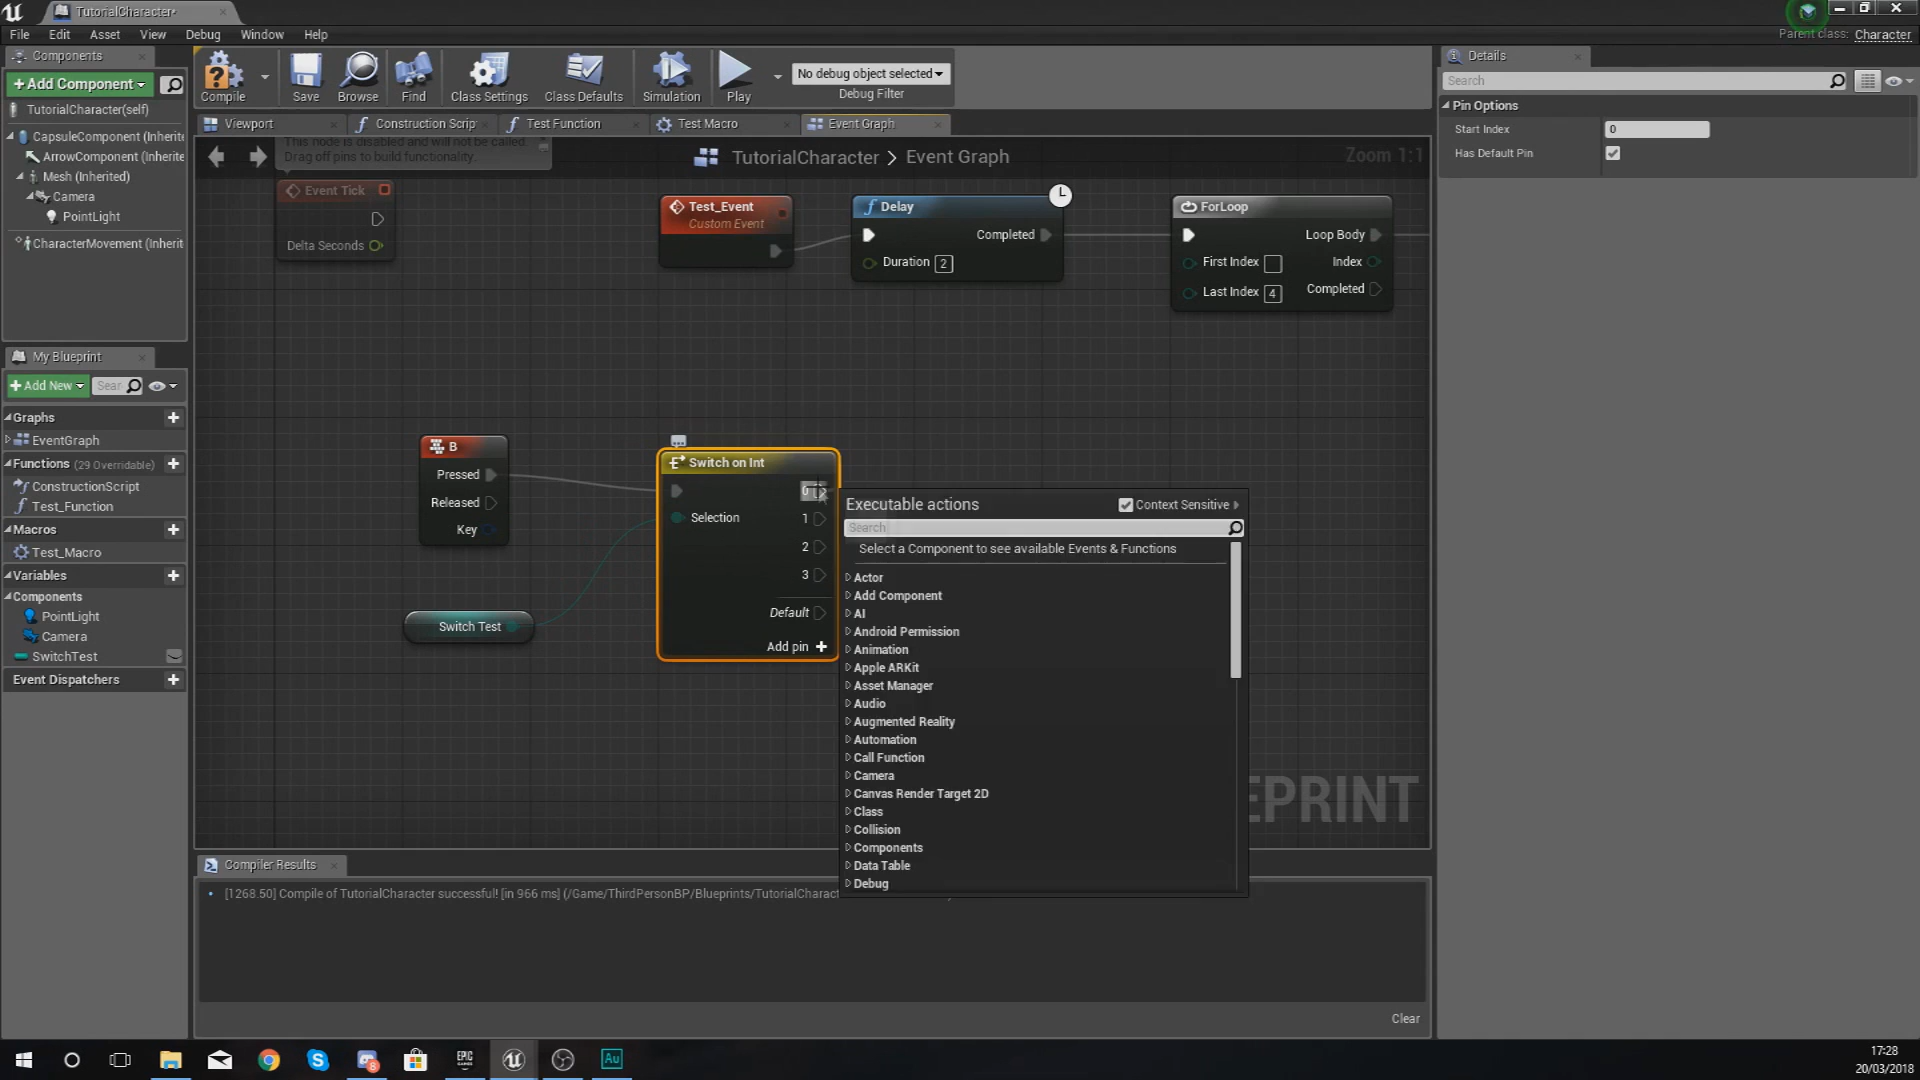 TutorialCharacter*
File Edit Asset View Debug Window Help
Parent class: Character
Components
+Add Component
TutorialCharacter(self)
CapsuleComponent (Inherite
ArrowComponent (Inherite
Mesh (Inherited)
Camera
PointLight
CharacterMovement (Inherit
Compile Save Browse Find Class Settings Class Defaults Simulation Play
No debug object selected
Debug Filter
Viewport Construction Scrip Test Function Test Macro Event Graph
This node is disabled and will not be called.
Drag off pins to build functionality.
TutorialCharacter > Event Graph
Zoom 1:1
Event Tick
Delta Seconds
Test_Event
Custom Event
Delay
Completed
Duration 2
ForLoop
Loop Body
First Index
Index
Last Index 4
Completed
B
Pressed
Released
Key
Switch Test
Switch on Int
0
Selection
1
2
3
Default
Add pin +
Executable actions
Context Sensitive
Search
Select a Component to see available Events & Functions
Actor
Add Component
AI
Android Permission
Animation
Apple ARKit
Asset Manager
Audio
Augmented Reality
Automation
Call Function
Camera
Canvas Render Target 2D
Class
Collision
Components
Data Table
Debug
EPRINT
My Blueprint
+Add New
Sear
Graphs
EventGraph
Functions (29 Overridable)
ConstructionScript
Test_Function
Macros
Test_Macro
Variables
Components
PointLight
Camera
SwitchTest
Event Dispatchers
Compiler Results
[1268.50] Compile of TutorialCharacter successful! [in 966 ms] (/Game/ThirdPersonBP/Blueprints/TutorialCharact
Clear
Details
Search
Pin Options
Start Index 0
Has Default Pin
EPIC
GAMES
8
Au
17:28
20/03/2018